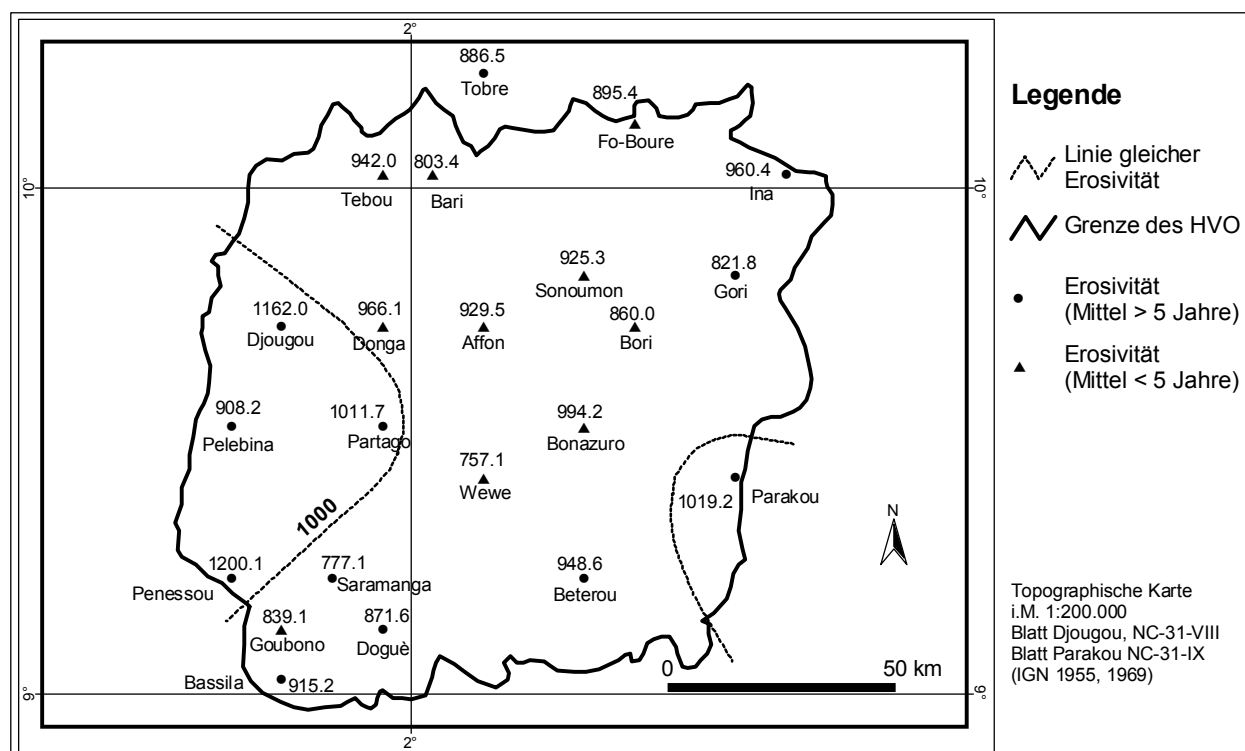 2°
886.5
Tobre
895.4
Fo-Boure
942.0
Tebou
803.4
Bari
960.4
Ina
10°
10°
925.3
Sonoumon
821.8
Gori
1162.0
Djougou
966.1
Donga
929.5
Affon
860.0
Bori
908.2
Pelebina
1011.7
Partago
994.2
Bonazuro
757.1
Wewe
1019.2
Parakou
1000
N
1200.1
Penessou
777.1
Saramanga
948.6
Beterou
839.1
Goubono
871.6
Doguè
Bassila
915.2
0 50 km
9°
9°
2°
Legende
Linie gleicher
Erosivität
Grenze des HVO
Erosivität
(Mittel > 5 Jahre)
Erosivität
(Mittel < 5 Jahre)
Topographische Karte
i.M. 1:200.000
Blatt Djougou, NC-31-VIII
Blatt Parakou NC-31-IX
(IGN 1955, 1969)